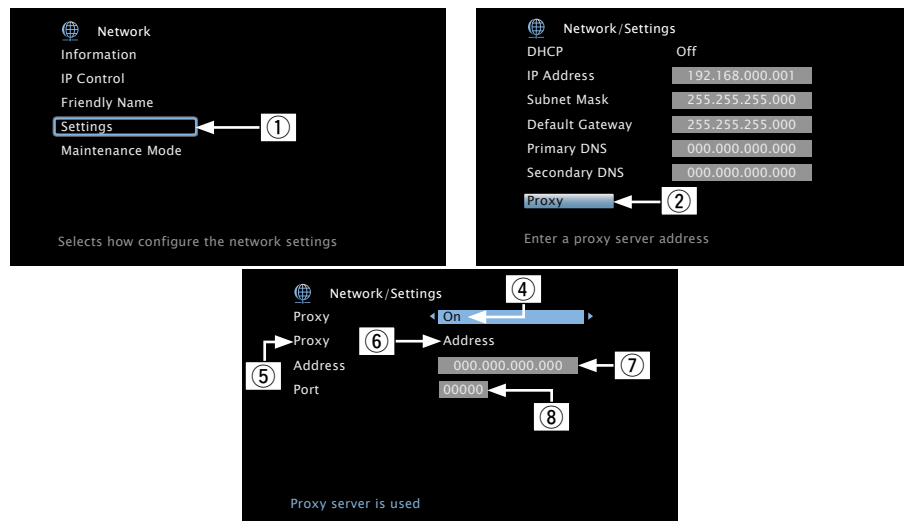 Network
Information
IP Control
Friendly Name
Settings
①
Maintenance Mode
Selects how configure the network settings
Network/Settings
DHCP Off
IP Address 192.168.000.001
Subnet Mask 255.255.255.000
Default Gateway 255.255.255.000
Primary DNS 000.000.000.000
Secondary DNS 000.000.000.000
Proxy
②
Enter a proxy server address
Network/Settings
④
Proxy On
⑤ Proxy ⑥ Address
Address 000.000.000.000 ⑦
Port 00000 ⑧
Proxy server is used